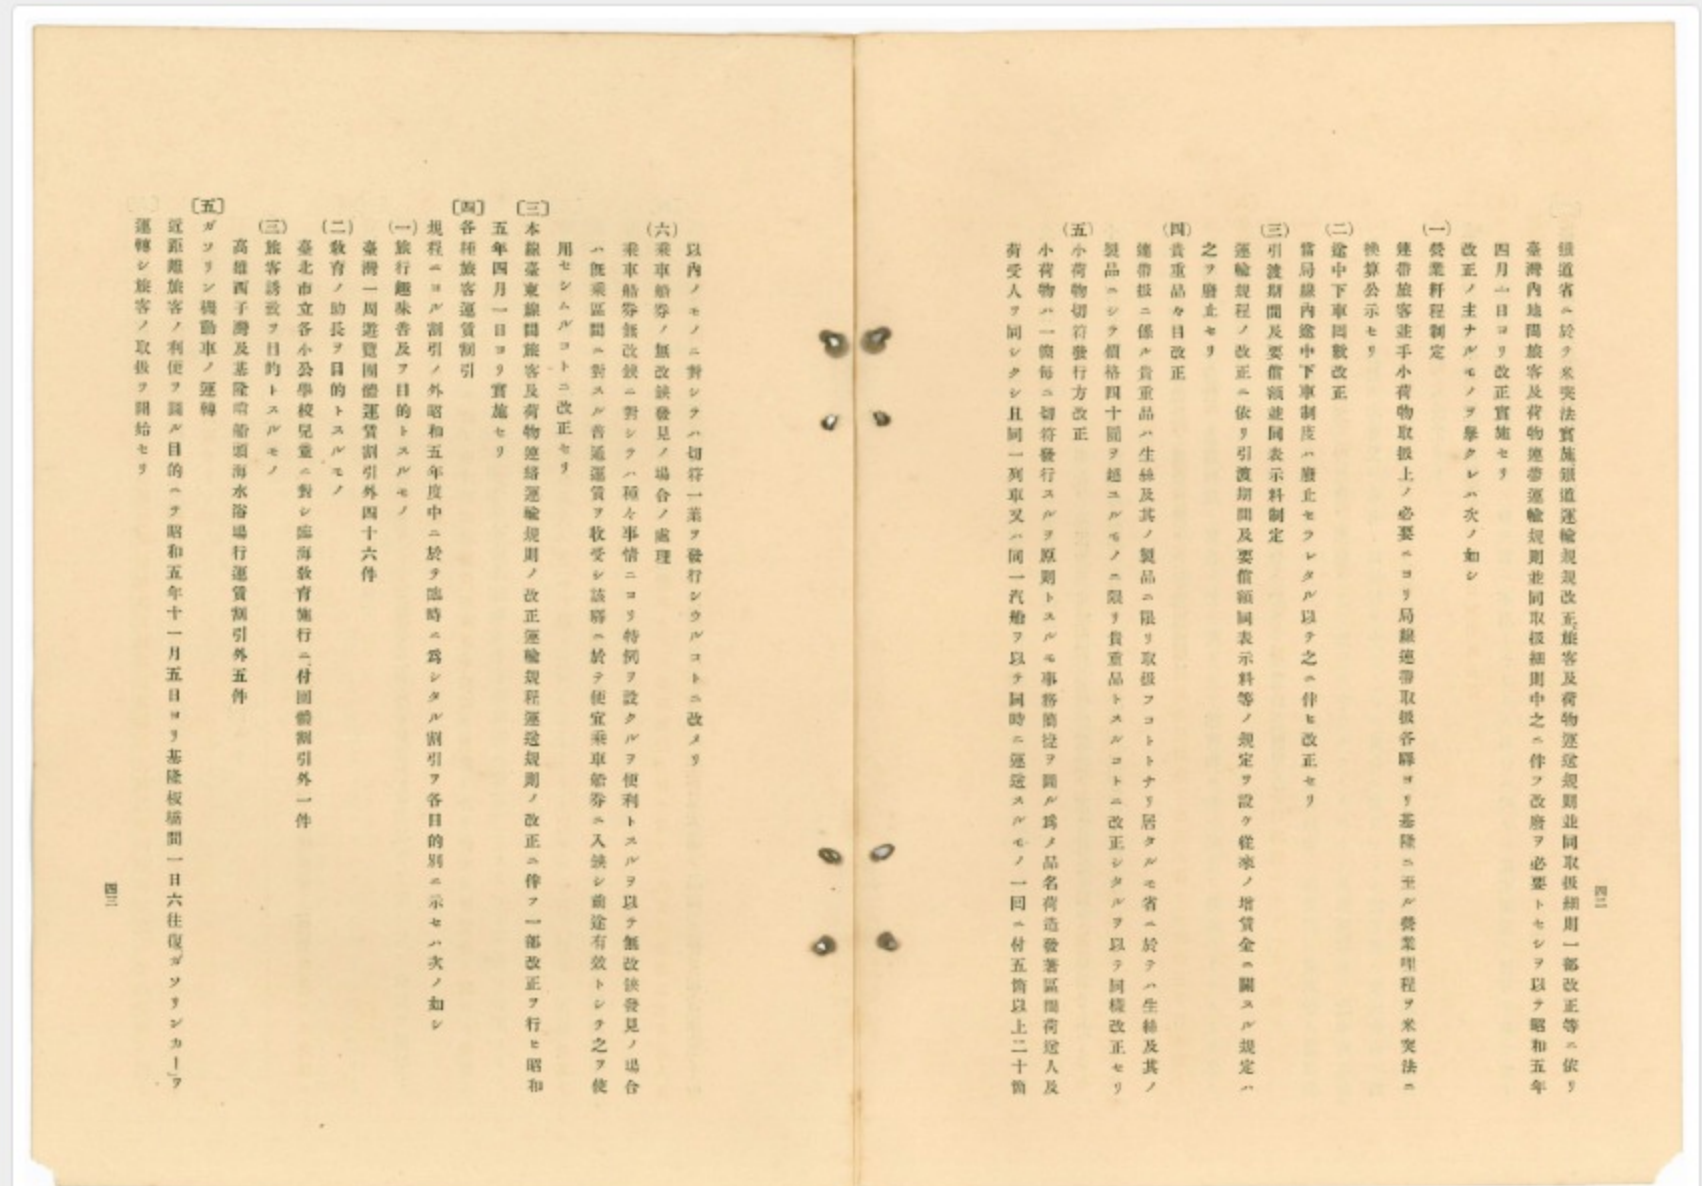 鐵道省ニ於テ米突法實施鐵道運輸規程改正、旅客及荷物運送規則並同取扱細則一部改正等ニ依リ
臺灣內地間旅客及荷物連帶運輸規則並同取扱細則中之ニ伴フ改廢ヲ必要トセシヲ以テ昭和五年
四月一日ヨリ改正實施セリ
改正ノ主ナルモノヲ擧クレハ次ノ如シ
(一)營業粁程制定
連帶旅客並手小荷物取扱上ノ必要ニヨリ局線連帶取扱各驛ヨリ基隆ニ至ル營業哩程ヲ米突法ニ
換算公示セリ
(二)途中下車囘數改正
當局線內途中下車制度ハ廢止セラレタル以テ之ニ伴ヒ改正セリ
(三)引渡期間及要償額並同表示料制定
運輸規程ノ改正ニ依リ引渡期間及要償額同表示料等ノ規定ヲ設ケ從來ノ增賃金ニ關スル規定ハ
之ヲ廢止セリ
(四)貴重品々目改正
連帶扱ニ係ル貴重品ハ生絲及其ノ製品ニ限リ取扱フコトトナリ居タルモ省ニ於テハ生絲及其ノ
製品ニシテ價格四十圓ヲ超ユルモノニ限リ貴重品トスルコトニ改正シタルヲ以テ同樣改正セリ
(五)小荷物切符發行方改正
小荷物ハ一箇每ニ切符發行スルヲ原則トスルモ事務簡捷ヲ圖ル爲メ品名荷造發著區間荷送人及
荷受人ヲ同シクシ且同一列車又ハ同一汽船ヲ以テ同時ニ運送スルモノ一回ニ付五箇以上二十箇
四二
以內ノモノニ對シテハ切符一葉ヲ發行シウルコトニ改メリ
(六)乘車船券ノ無改鋏發見ノ場合ノ處理
乘車船券無改鋏ニ對シテハ種々事情ニヨリ特例ヲ設クルヲ便利トスルヲ以テ無改鋏發見ノ場合
ハ旣乘區間ニ對スル普通運賃ヲ收受シ該驛ニ於テ便宜乘車船券ニ入鋏シ前途有效トシテ之ヲ使
用セシムルコトニ改正セリ
〔三〕本線臺東線間旅客及荷物連絡運輸規則ノ改正運輸規程運送規則ノ改正ニ伴フ一部改正ヲ行ヒ昭和
五年四月一日ヨリ實施セリ
〔四〕各種旅客運賃割引
規程ニヨル割引ノ外昭和五年度中ニ於テ臨時ニ爲シタル割引ヲ各目的別ニ示セハ次ノ如シ
(一)旅行趣味普及ヲ目的トスルモノ
臺灣一周遊覽團體運賃割引外四十六件
(二)敎育ノ助長ヲ目的トスルモノ
臺北市立各小公學校兒童ニ對シ臨海敎育施行ニ付團體割引外一件
(三)旅客誘致ヲ目的トスルモノ
高雄西子灣及基隆哨船頭海水浴場行運賃割引外五件
〔五〕ガソリン機動車ノ運轉
近距離旅客ノ利便ヲ圖ル目的ニテ昭和五年十一月五日ヨリ基隆板橋間一日六往復ガソリンカー」ヲ
運轉シ旅客ノ取扱ヲ開始セリ
四三